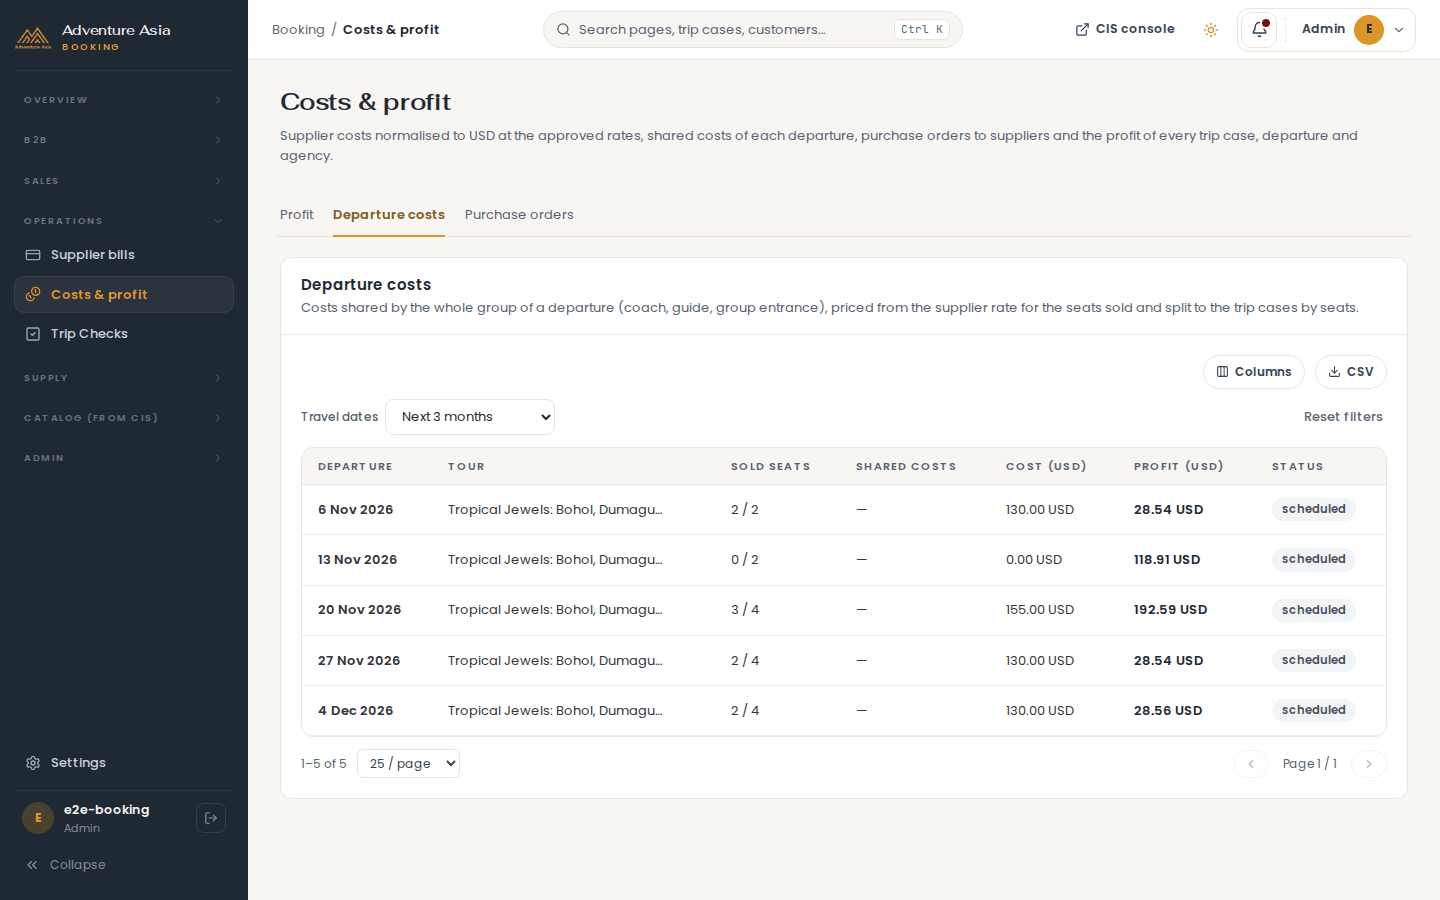 Adventure Asia
BOOKING
Adventure Asia
OVERVIEW
B2B
SALES
OPERATIONS
Supplier bills
Costs & profit
Trip Checks
SUPPLY
CATALOG (FROM CIS)
ADMIN
Settings
E
e2e-booking
Admin
Collapse
Booking / Costs & profit
Search pages, trip cases, customers...
Ctrl K
CIS console
Admin
E
Costs & profit
Supplier costs normalised to USD at the approved rates, shared costs of each departure, purchase orders to suppliers and the profit of every trip case, departure and
agency.
Profit
Departure costs
Purchase orders
Departure costs
Costs shared by the whole group of a departure (coach, guide, group entrance), priced from the supplier rate for the seats sold and split to the trip cases by seats.
Columns
CSV
Travel dates
Next 3 months
Reset filters
DEPARTURE TOUR SOLD SEATS SHARED COSTS COST (USD) PROFIT (USD) STATUS
6 Nov 2026 Tropical Jewels: Bohol, Dumagu... 2 / 2 — 130.00 USD 28.54 USD scheduled
13 Nov 2026 Tropical Jewels: Bohol, Dumagu... 0 / 2 — 0.00 USD 118.91 USD scheduled
20 Nov 2026 Tropical Jewels: Bohol, Dumagu... 3 / 4 — 155.00 USD 192.59 USD scheduled
27 Nov 2026 Tropical Jewels: Bohol, Dumagu... 2 / 4 — 130.00 USD 28.54 USD scheduled
4 Dec 2026 Tropical Jewels: Bohol, Dumagu... 2 / 4 — 130.00 USD 28.56 USD scheduled
1–5 of 5
25 / page
Page 1 / 1